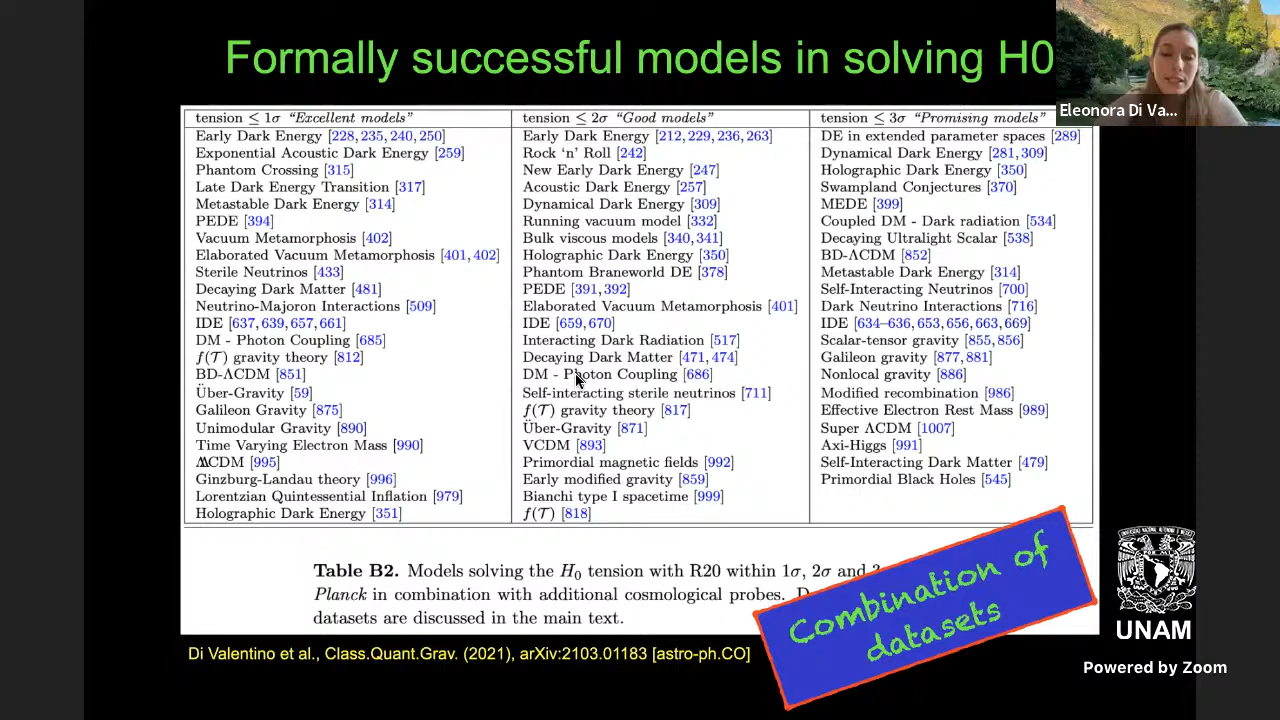 Formally successful models in solving H0
Eleonora Di Va...
tension ≤ 1σ “Excellent models”
Early Dark Energy [228, 235, 240, 250]
Exponential Acoustic Dark Energy [259]
Phantom Crossing [315]
Late Dark Energy Transition [317]
Metastable Dark Energy [314]
PEDE [394]
Vacuum Metamorphosis [402]
Elaborated Vacuum Metamorphosis [401, 402]
Sterile Neutrinos [433]
Decaying Dark Matter [481]
Neutrino-Majoron Interactions [509]
IDE [637, 639, 657, 661]
DM - Photon Coupling [685]
f(𝒯) gravity theory [812]
BD-ΛCDM [851]
Über-Gravity [59]
Galileon Gravity [875]
Unimodular Gravity [890]
Time Varying Electron Mass [990]
ΛΛCDM [995]
Ginzburg-Landau theory [996]
Lorentzian Quintessential Inflation [979]
Holographic Dark Energy [351]
tension ≤ 2σ “Good models”
Early Dark Energy [212, 229, 236, 263]
Rock ‘n’ Roll [242]
New Early Dark Energy [247]
Acoustic Dark Energy [257]
Dynamical Dark Energy [309]
Running vacuum model [332]
Bulk viscous models [340, 341]
Holographic Dark Energy [350]
Phantom Braneworld DE [378]
PEDE [391, 392]
Elaborated Vacuum Metamorphosis [401]
IDE [659, 670]
Interacting Dark Radiation [517]
Decaying Dark Matter [471, 474]
DM - Photon Coupling [686]
Self-interacting sterile neutrinos [711]
f(𝒯) gravity theory [817]
Über-Gravity [871]
VCDM [893]
Primordial magnetic fields [992]
Early modified gravity [859]
Bianchi type I spacetime [999]
f(𝒯) [818]
tension ≤ 3σ “Promising models”
DE in extended parameter spaces [289]
Dynamical Dark Energy [281, 309]
Holographic Dark Energy [350]
Swampland Conjectures [370]
MEDE [399]
Coupled DM - Dark radiation [534]
Decaying Ultralight Scalar [538]
BD-ΛCDM [852]
Metastable Dark Energy [314]
Self-Interacting Neutrinos [700]
Dark Neutrino Interactions [716]
IDE [634–636, 653, 656, 663, 669]
Scalar-tensor gravity [855, 856]
Galileon gravity [877, 881]
Nonlocal gravity [886]
Modified recombination [986]
Effective Electron Rest Mass [989]
Super ΛCDM [1007]
Axi-Higgs [991]
Self-Interacting Dark Matter [479]
Primordial Black Holes [545]
Table B2. Models solving the H0 tension with R20 within 1σ, 2σ and
Planck in combination with additional cosmological probes.
datasets are discussed in the main text.
Combination of
datasets
Di Valentino et al., Class.Quant.Grav. (2021), arXiv:2103.01183 [astro-ph.CO]
UNAM
Powered by Zoom